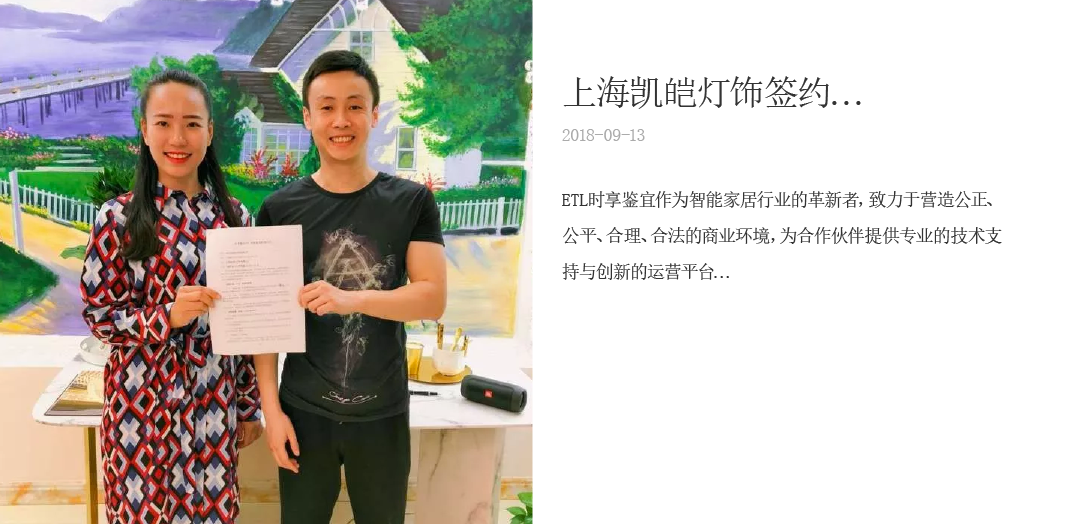 上海凯皑灯饰签约...
2018-09-13
ETL时享鉴宜作为智能家居行业的革新者, 致力于营造公正、
公平、合理、合法的商业环境, 为合作伙伴提供专业的技术支
持与创新的运营平台...